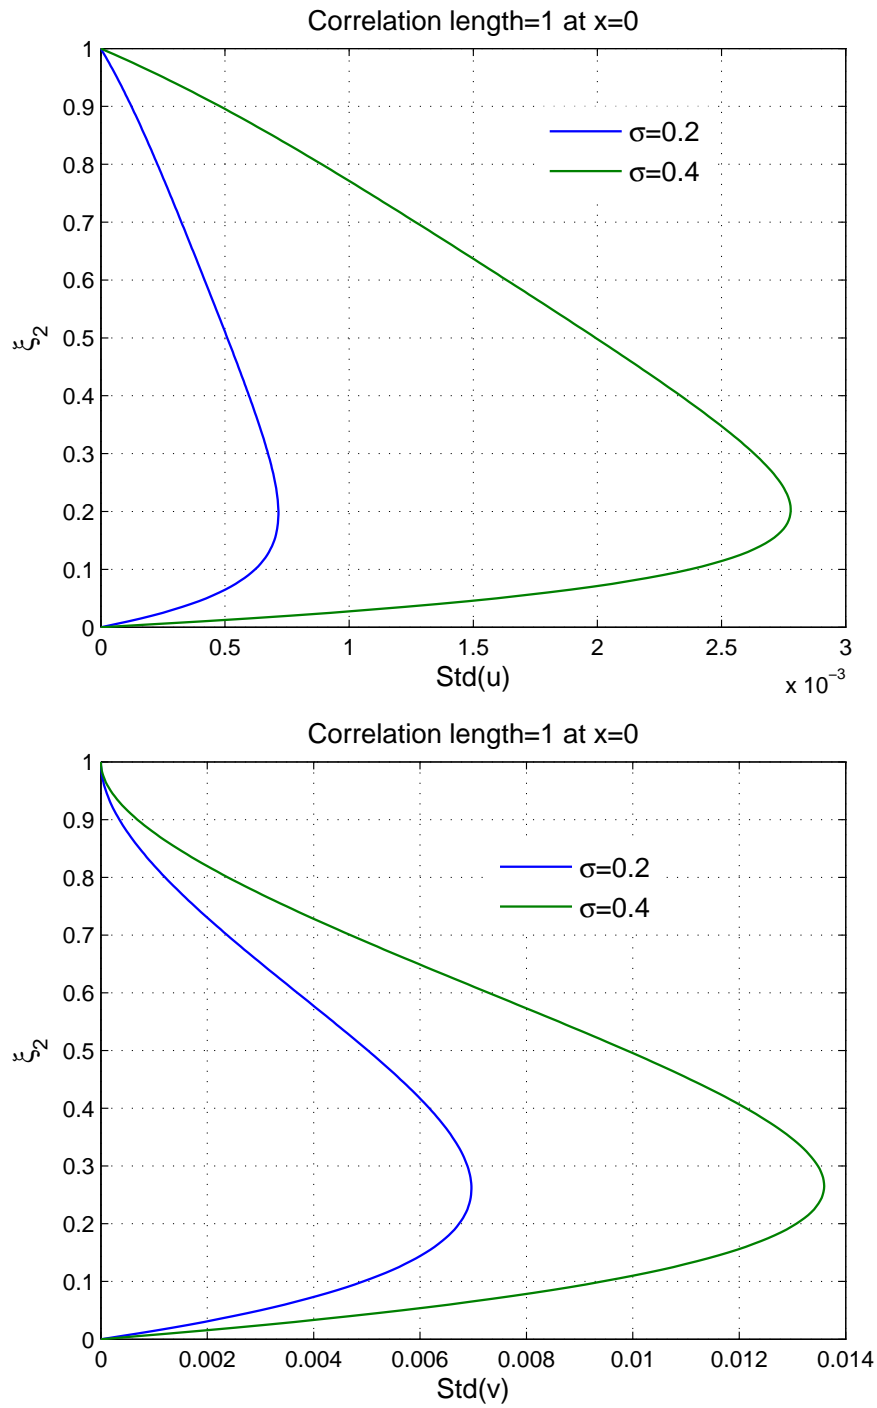 Correlation length=1 at x=0
1
0.9
0.8
0.7
0.6
0.5
0.4
0.3
0.2
0.1
0
ξ2
σ=0.2
σ=0.4
0 0.5 1 1.5 2 2.5 3
Std(u)
x 10−3
Correlation length=1 at x=0
1
0.9
0.8
0.7
0.6
0.5
0.4
0.3
0.2
0.1
0
ξ2
σ=0.2
σ=0.4
0 0.002 0.004 0.006 0.008 0.01 0.012 0.014
Std(v)